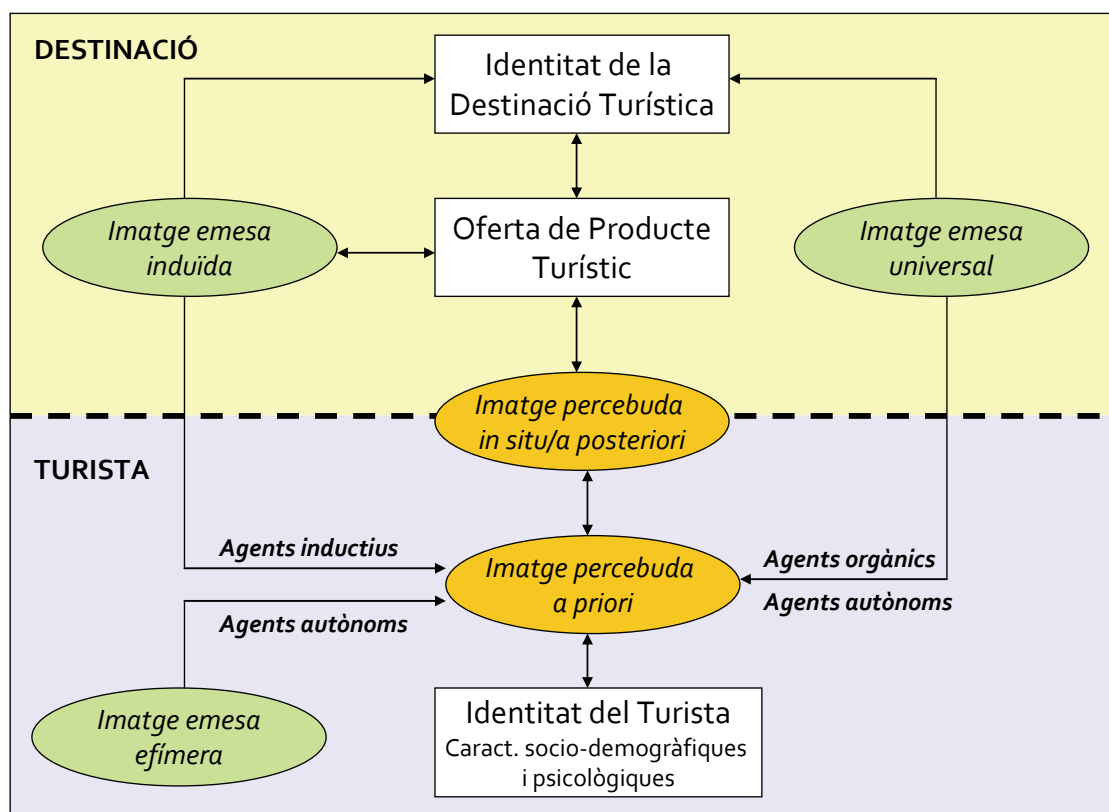 DESTINACIÓ
Identitat de la
Destinació Turística
Imatge emesa
induïda
Oferta de Producte
Turístic
Imatge emesa
universal
Imatge percebuda
in situ/a posteriori
TURISTA
Agents inductius
Agents autònoms
Imatge percebuda
a priori
Agents orgànics
Agents autònoms
Imatge emesa
efímera
Identitat del Turista
Caract. socio-demogràfiques
i psicològiques